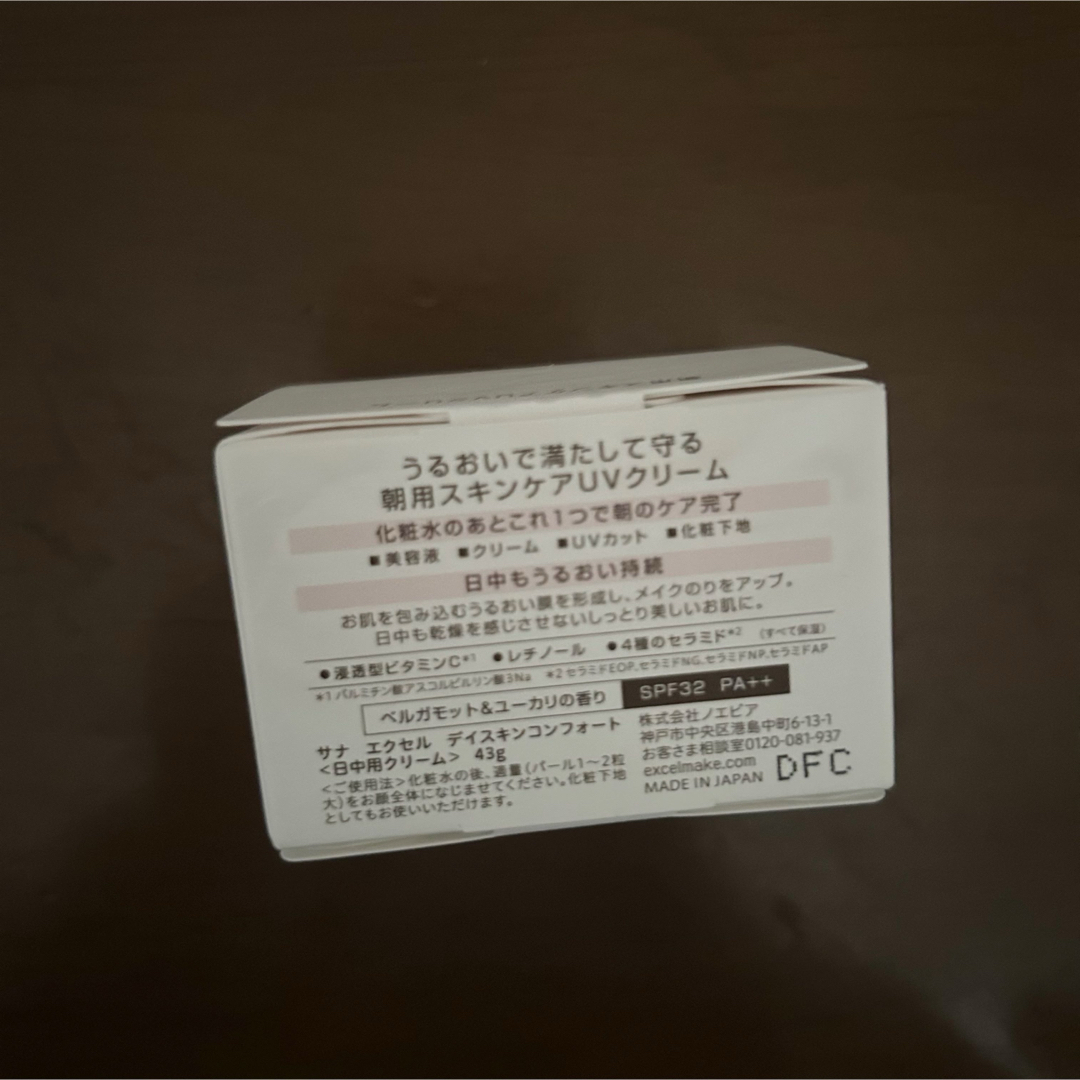 うるおいで満たして守る
朝用スキンケアUVクリーム
化粧水のあとこれ1つで朝のケア完了
■美容液 ■クリーム ■UVカット ■化粧下地
日中もうるおい持続
お肌を包み込むうるおい膜を形成し、メイクのりをアップ。
日中も乾燥を感じさせないしっとり美しいお肌に。
●浸透型ビタミンC*1 ●レチノール ●4種のセラミド*2 (すべて保湿)
*1 パルミチン酸アスコルビルリン酸3Na *2 セラミドEOP、セラミドNG、セラミドNP、セラミドAP
ベルガモット&ユーカリの香り SPF32 PA++
サナ エクセル デイスキンコンフォート
<日中用クリーム> 43g
<ご使用法>化粧水の後、適量(パール1~2粒
大)をお顔全体になじませてください。化粧下地
としてもお使いいただけます。
株式会社ノエビア
神戸市中央区港島中町6-13-1
お客さま相談室0120-081-937
excelmake.com
MADE IN JAPAN DFC